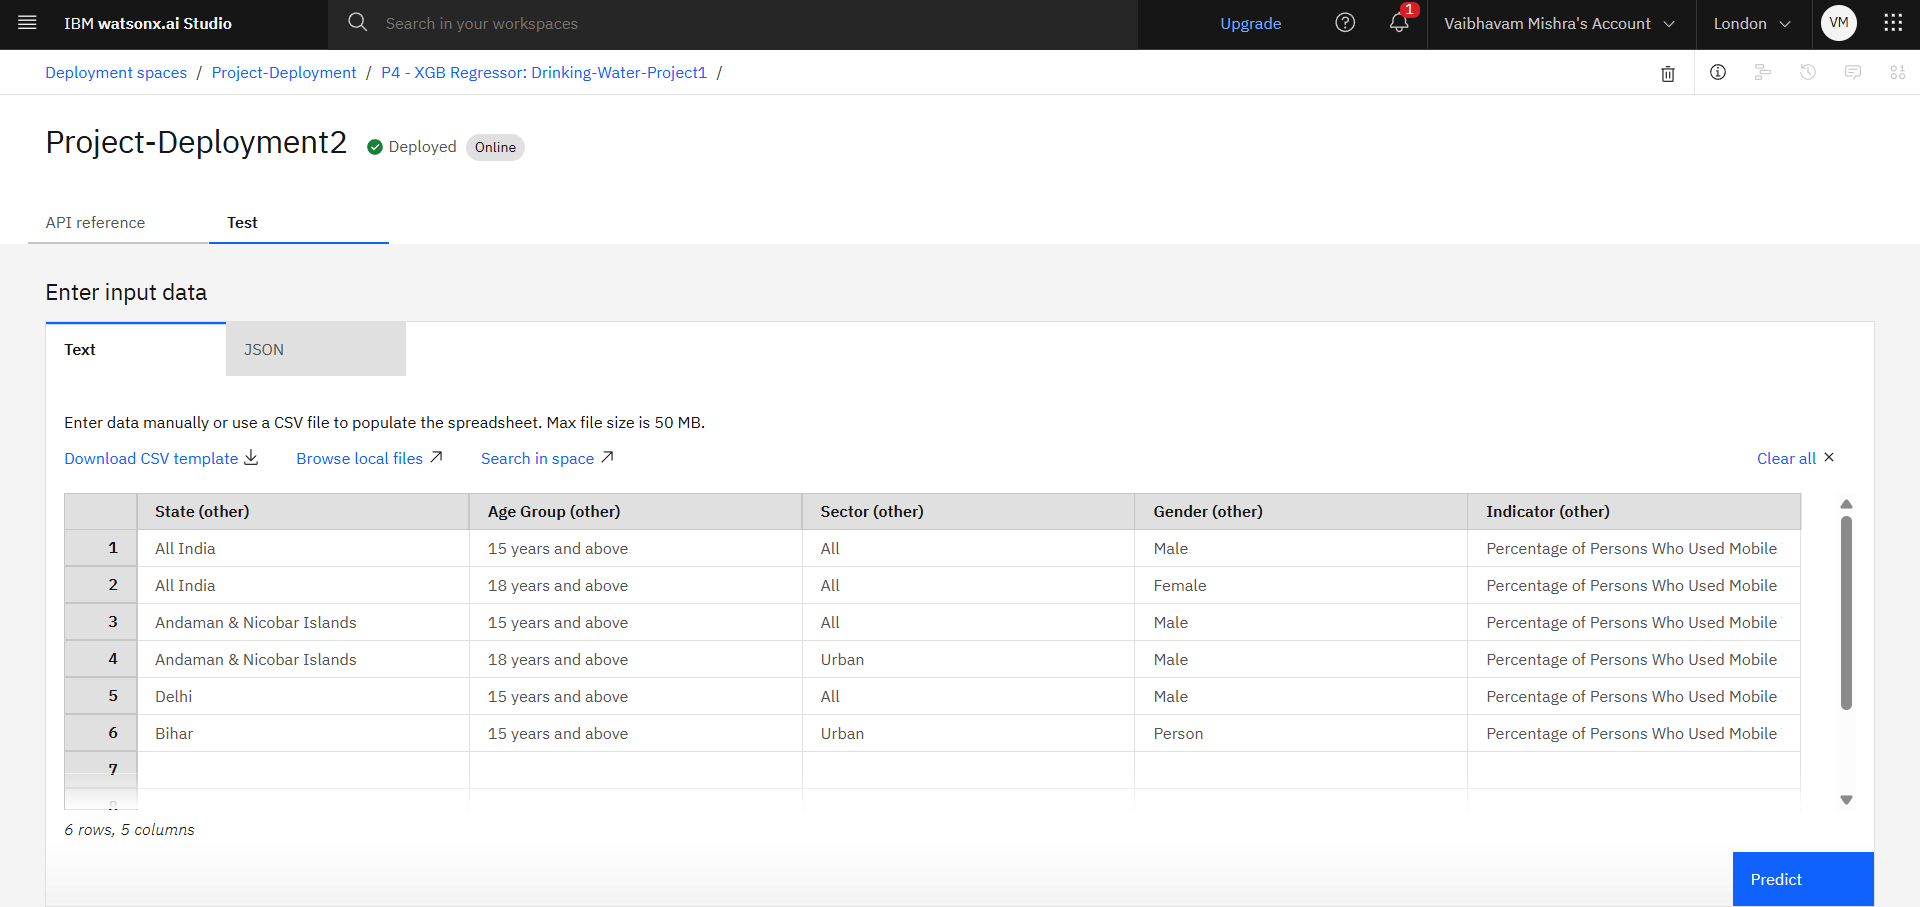 IBM watsonx.ai Studio
Search in your workspaces
Upgrade
1
Vaibhavam Mishra's Account
London
VM
Deployment spaces / Project-Deployment / P4 - XGB Regressor: Drinking-Water-Project1 /
Project-Deployment2
Deployed
Online
API reference
Test
Enter input data
Text
JSON
Enter data manually or use a CSV file to populate the spreadsheet. Max file size is 50 MB.
Download CSV template
Browse local files
Search in space
Clear all
State (other) Age Group (other) Sector (other) Gender (other) Indicator (other)
1 All India 15 years and above All Male Percentage of Persons Who Used Mobile
2 All India 18 years and above All Female Percentage of Persons Who Used Mobile
3 Andaman & Nicobar Islands 15 years and above All Male Percentage of Persons Who Used Mobile
4 Andaman & Nicobar Islands 18 years and above Urban Male Percentage of Persons Who Used Mobile
5 Delhi 15 years and above All Male Percentage of Persons Who Used Mobile
6 Bihar 15 years and above Urban Person Percentage of Persons Who Used Mobile
7
8
6 rows, 5 columns
Predict